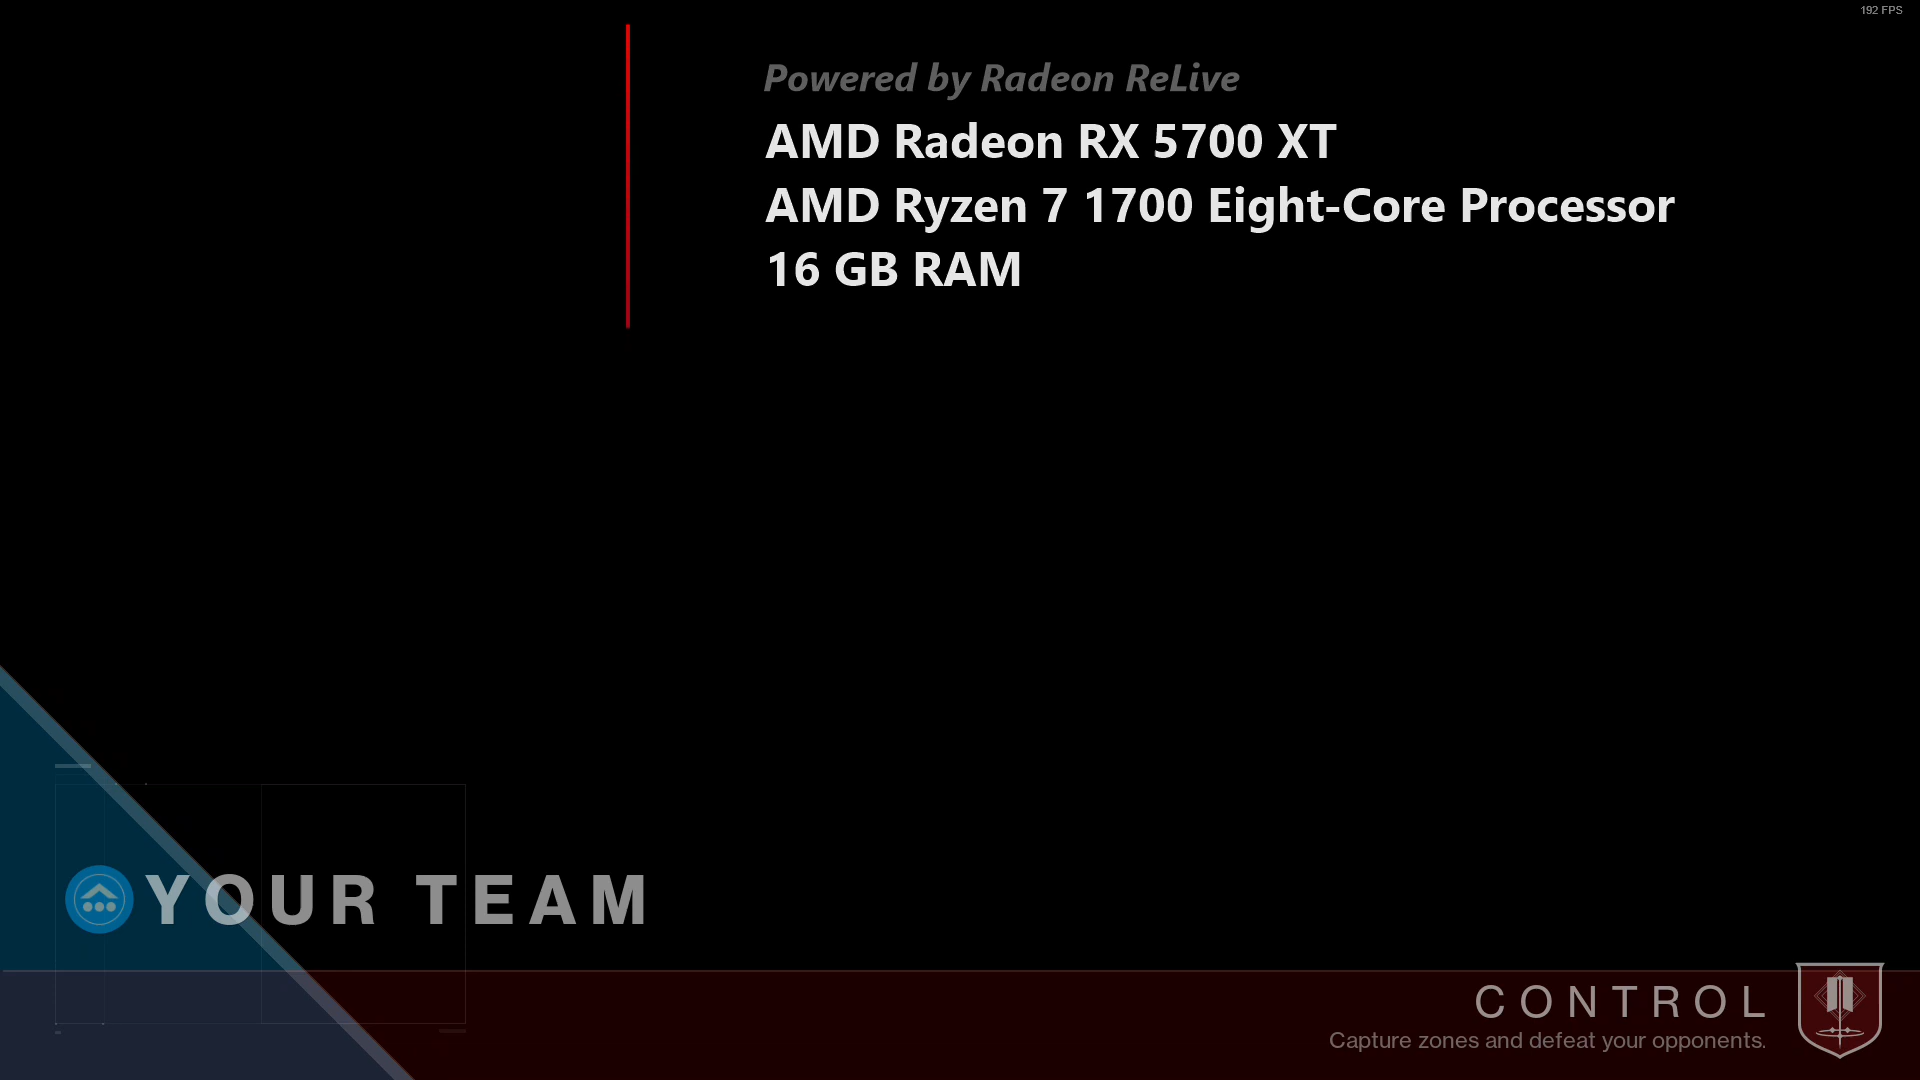 192 FPS
Powered by Radeon ReLive
AMD Radeon RX 5700 XT
AMD Ryzen 7 1700 Eight-Core Processor
16 GB RAM
YOUR TEAM
CONTROL
Capture zones and defeat your opponents.